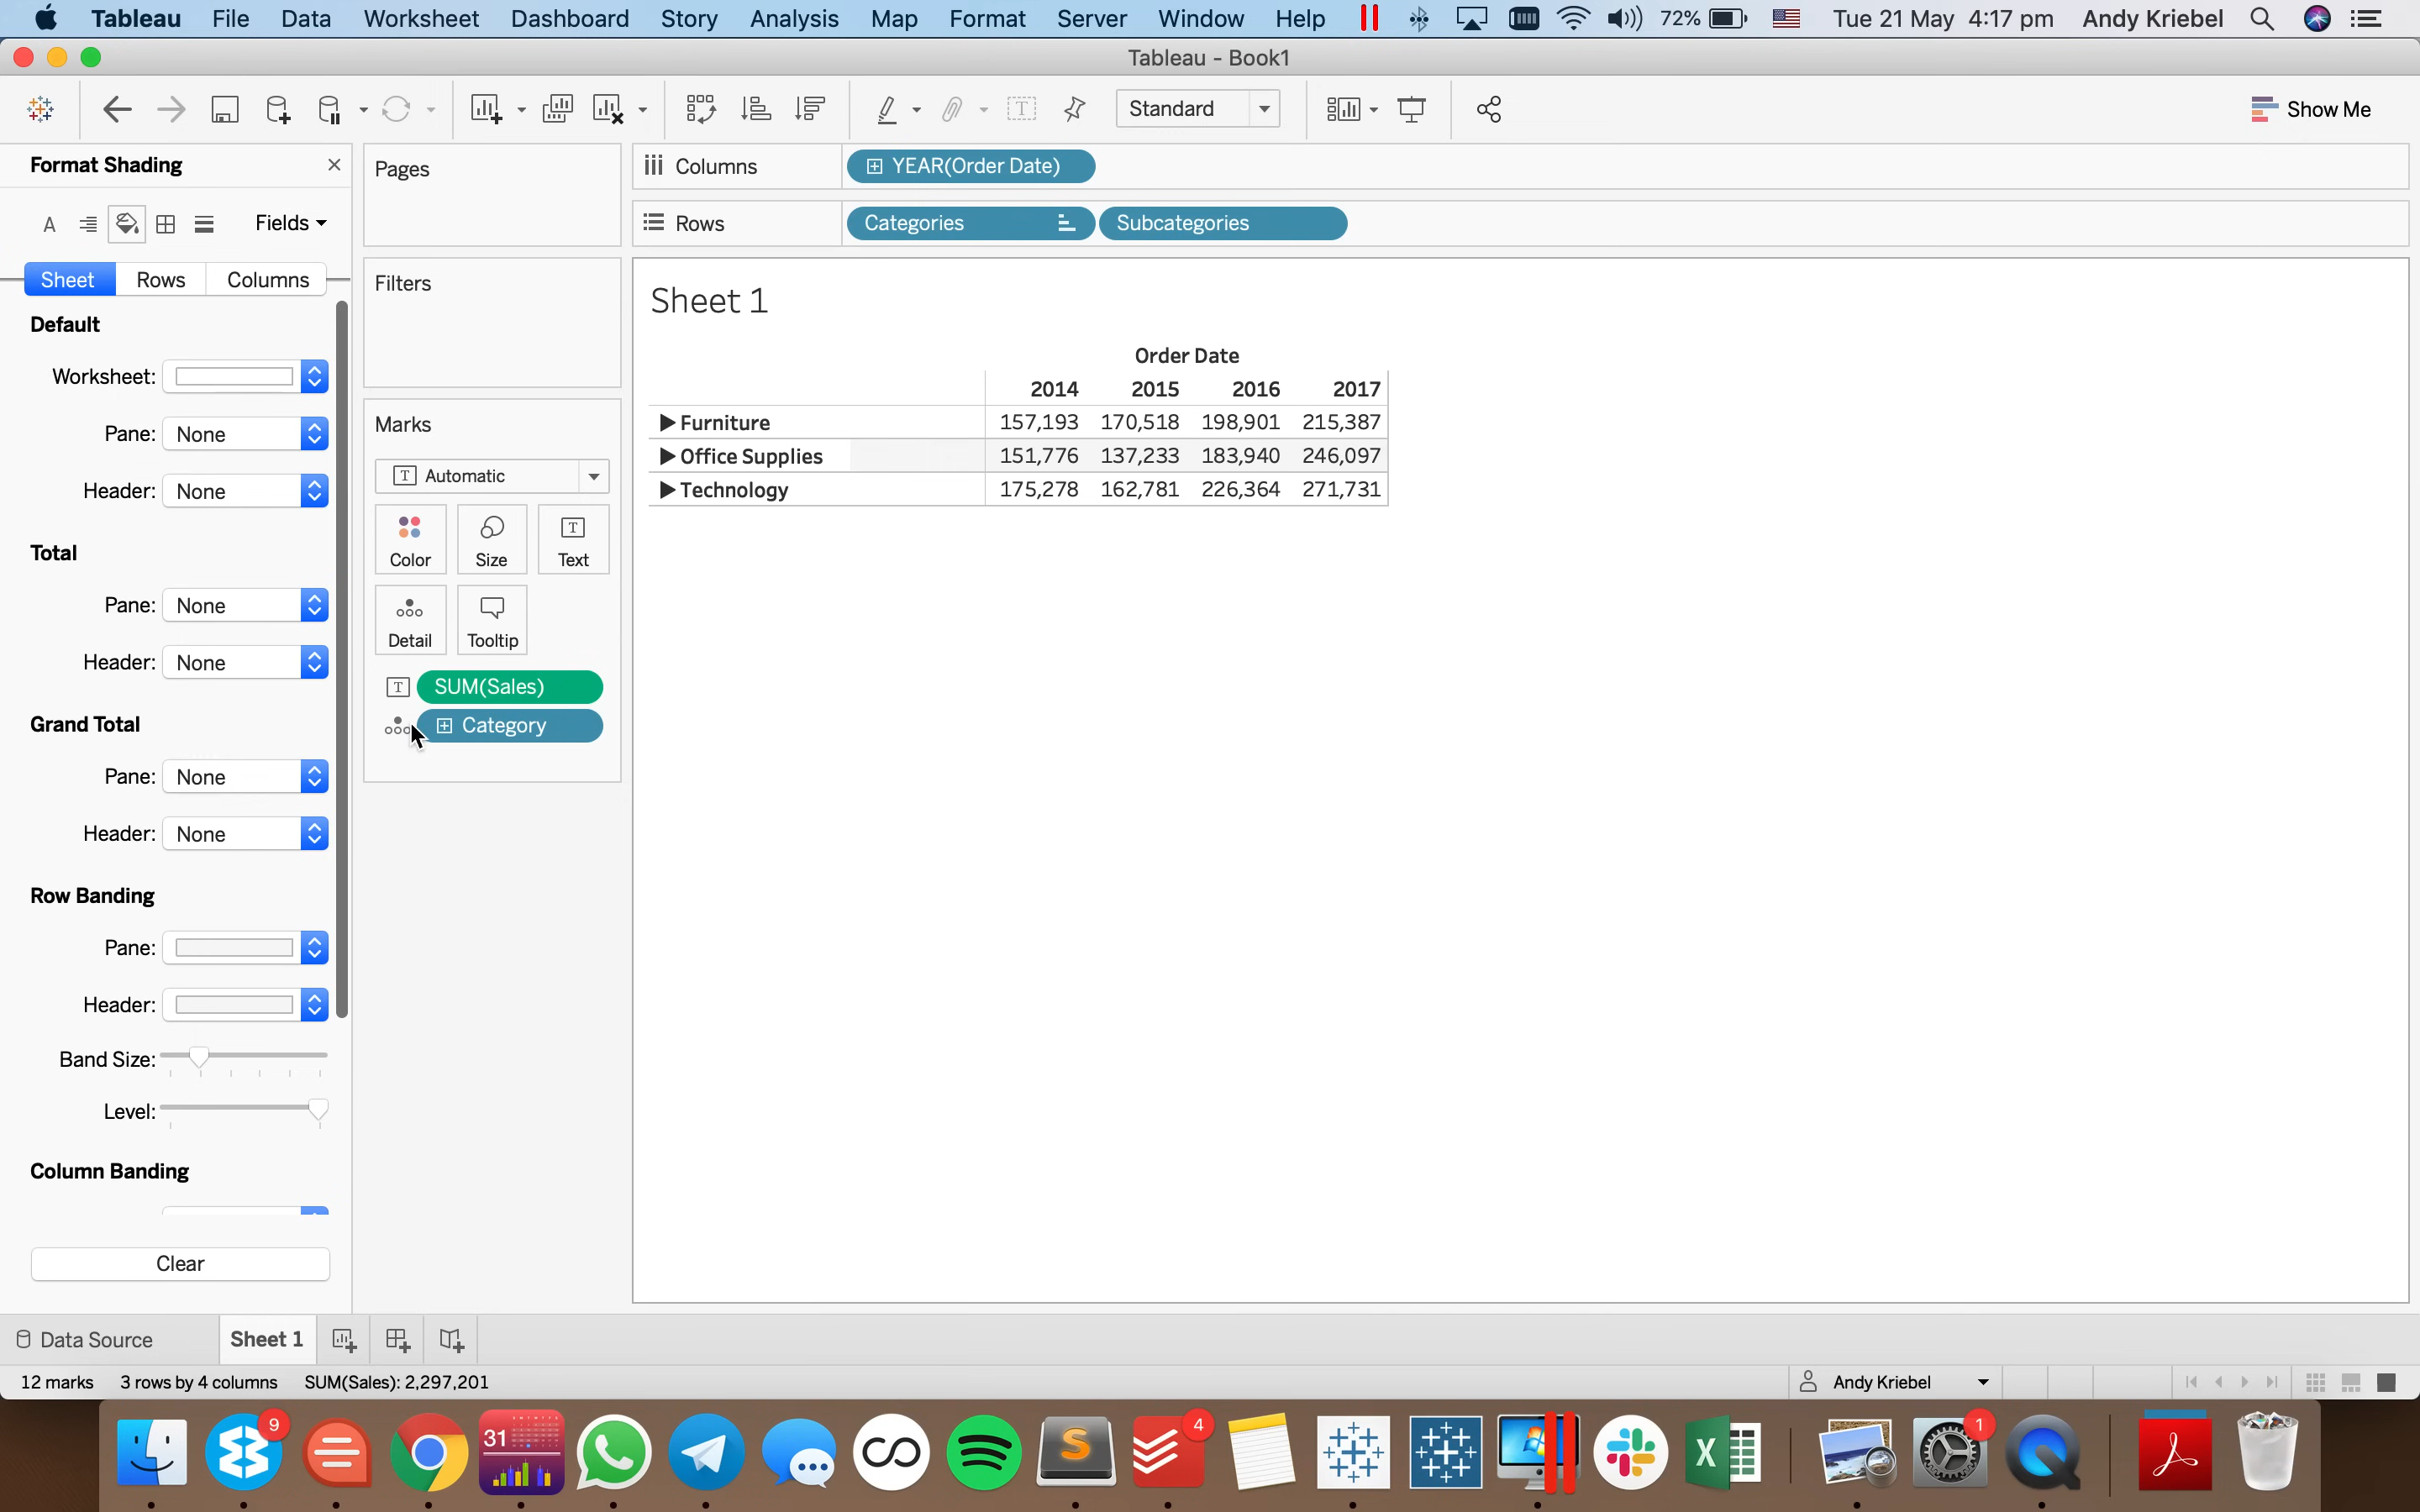 Tableau File Data Worksheet Dashboard Story Analysis Map Format Server Window Help 72% Tue 21 May 4:17 pm Andy Kriebel
Tableau - Book1
Standard
Show Me
Format Shading
Fields
Sheet Rows Columns
Default
Worksheet:
Pane: None
Header: None
Total
Pane: None
Header: None
Grand Total
Pane: None
Header: None
Row Banding
Pane:
Header:
Band Size:
Level:
Column Banding
Clear
Pages
Filters
Marks
Automatic
Color Size Text
Detail Tooltip
SUM(Sales)
Category
Columns YEAR(Order Date)
Rows Categories Subcategories
Sheet 1
Order Date
2014 2015 2016 2017
Furniture 157,193 170,518 198,901 215,387
Office Supplies 151,776 137,233 183,940 246,097
Technology 175,278 162,781 226,364 271,731
Data Source Sheet 1
12 marks 3 rows by 4 columns SUM(Sales): 2,297,201 Andy Kriebel
9 31 4 1